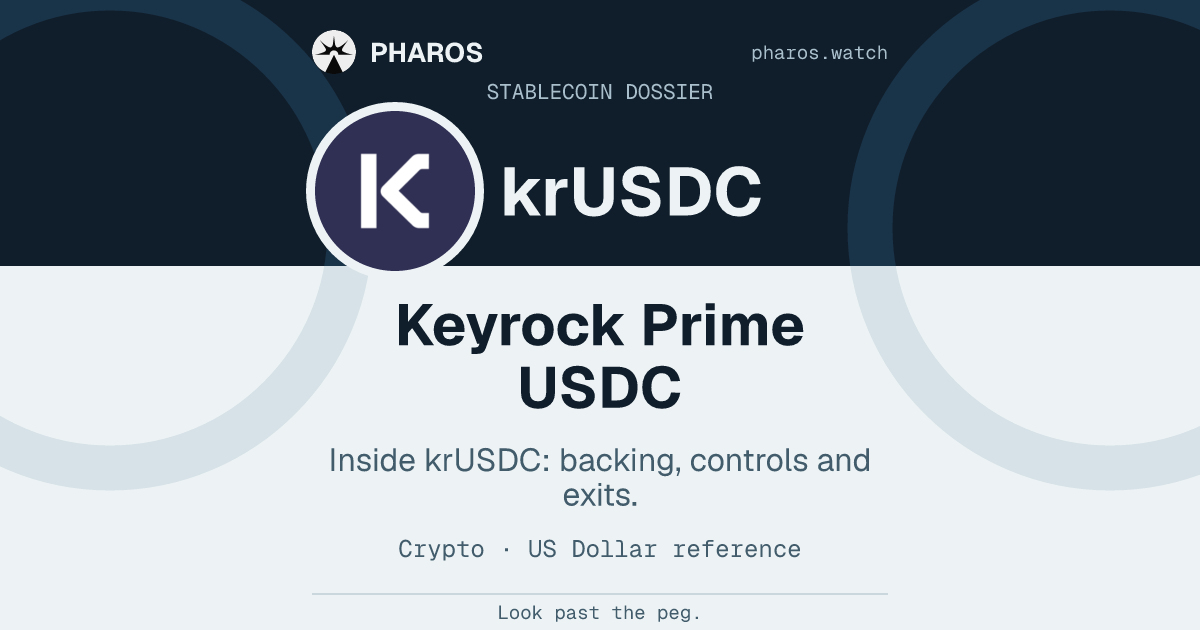 PHAROS
pharos.watch
STABLECOIN DOSSIER
krUSDC
Keyrock Prime
USDC
Inside krUSDC: backing, controls and
exits.
Crypto · US Dollar reference
Look past the peg.